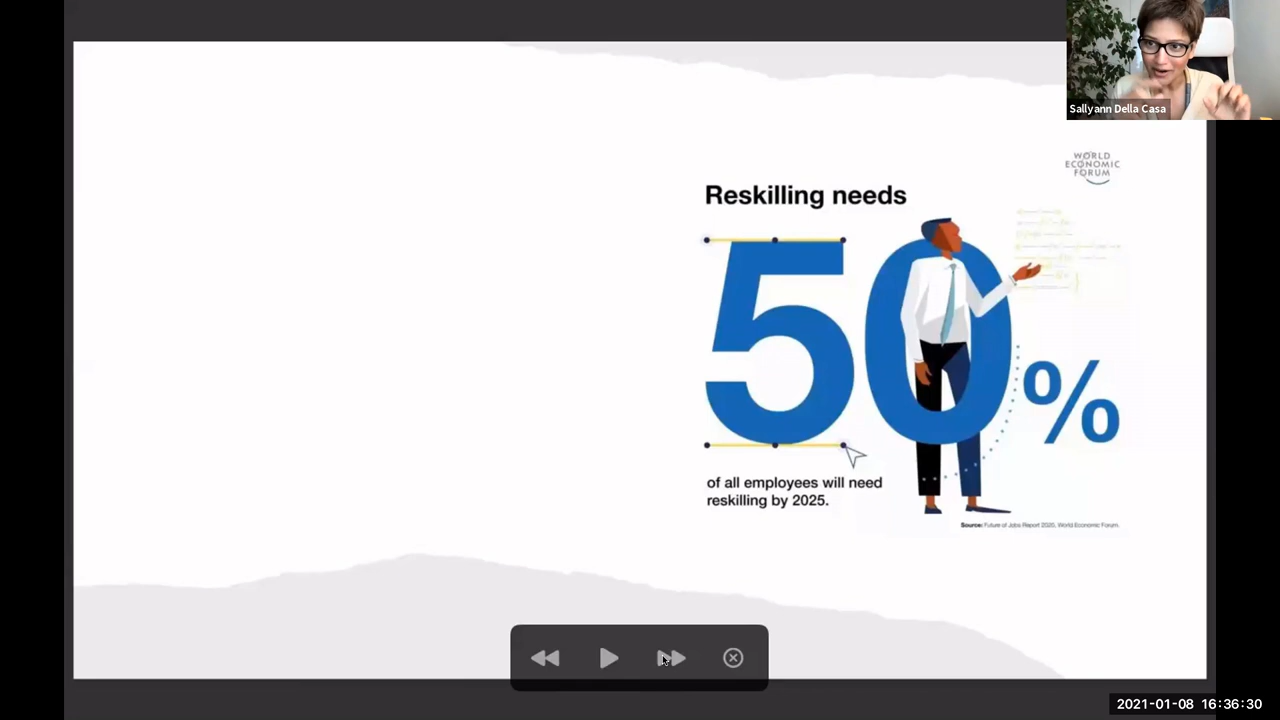 Sallyann Della Casa
WORLD
ECONOMIC
FORUM
Reskilling needs
50%
of all employees will need
reskilling by 2025.
Source: Future of Jobs Report 2020, World Economic Forum.
2021-01-08 16:36:30